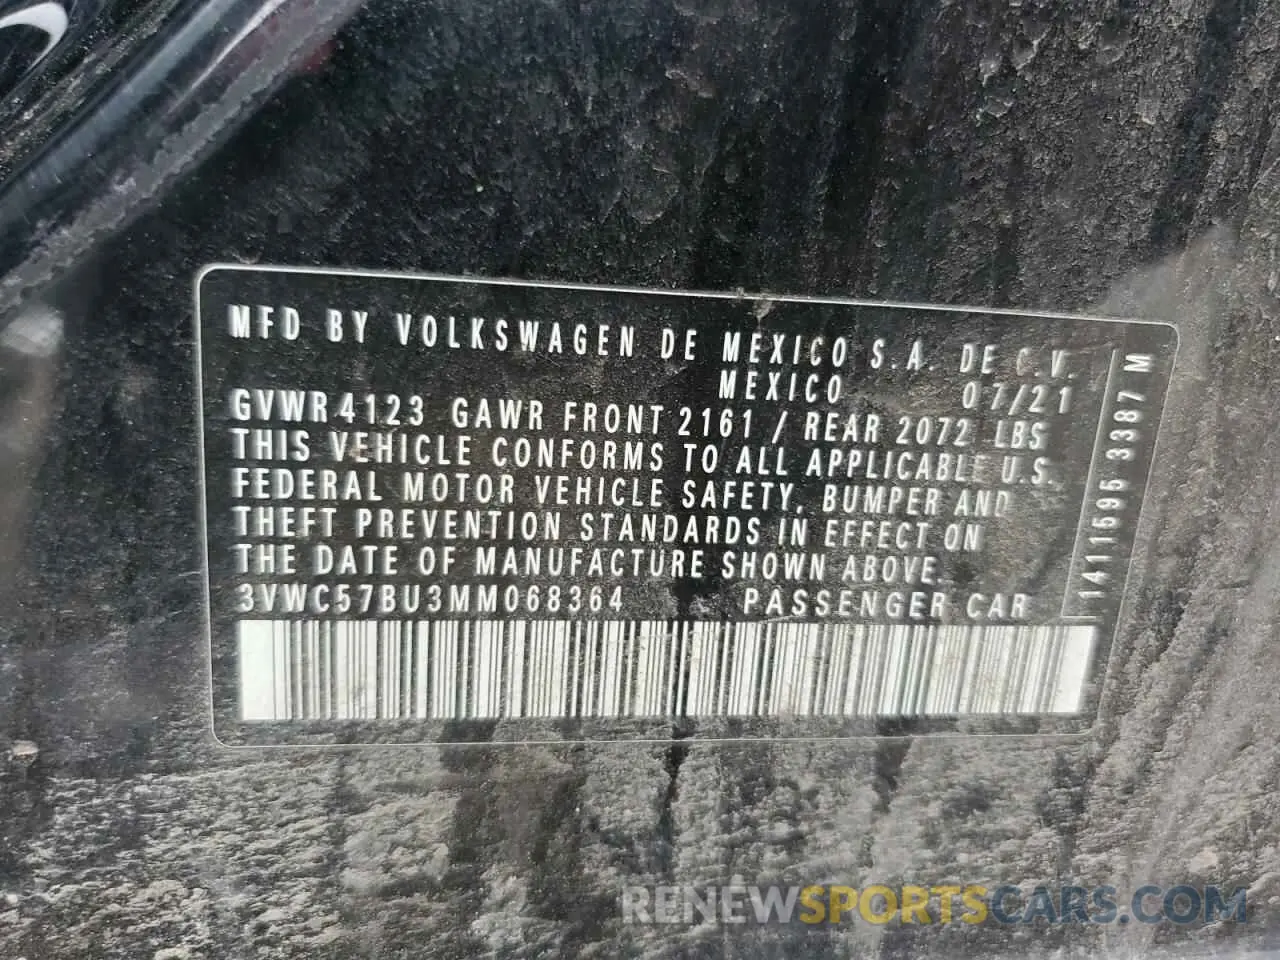 MFD BY VOLKSWAGEN DE MEXICO S.A. DE C.V.
MEXICO 07/21
GVWR 4123 GAWR FRONT 2161 / REAR 2072 LBS
THIS VEHICLE CONFORMS TO ALL APPLICABLE U.S.
FEDERAL MOTOR VEHICLE SAFETY, BUMPER AND
THEFT PREVENTION STANDARDS IN EFFECT ON
THE DATE OF MANUFACTURE SHOWN ABOVE.
3VWC57BU3MM068364 PASSENGER CAR
1411595 3387 M
RENEWSPORTSCARS.COM